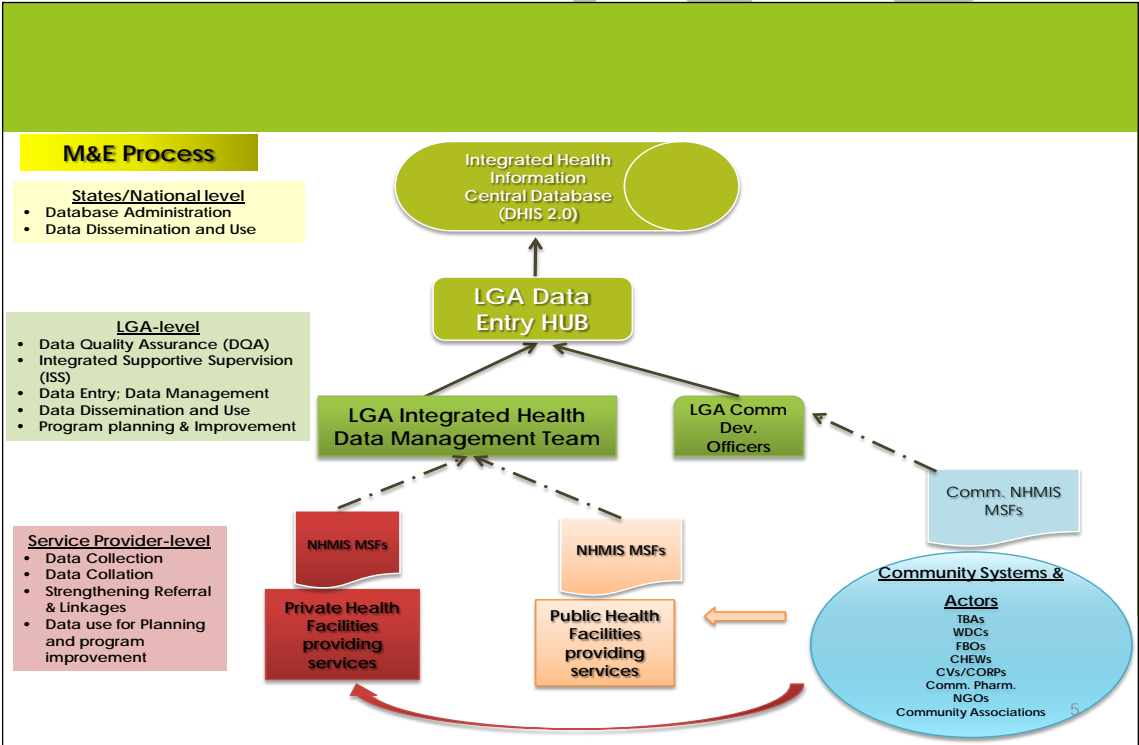 M&E Process
States/National level
• Database Administration
• Data Dissemination and Use
Integrated Health
Information
Central Database
(DHIS 2.0)
LGA Data
Entry HUB
LGA-level
• Data Quality Assurance (DQA)
• Integrated Supportive Supervision
(ISS)
• Data Entry; Data Management
• Data Dissemination and Use
• Program planning & Improvement
LGA Integrated Health
Data Management Team
LGA Comm
Dev.
Officers
Comm. NHMIS
MSFs
Service Provider-level
• Data Collection
• Data Collation
• Strengthening Referral
& Linkages
• Data use for Planning
and program
improvement
NHMIS MSFs
Private Health
Facilities
providing
services
NHMIS MSFs
Public Health
Facilities
providing
services
Community Systems &
Actors
TBAs
WDCs
FBOs
CHEWs
CVs/CORPs
Comm. Pharm.
NGOs
Community Associations
5